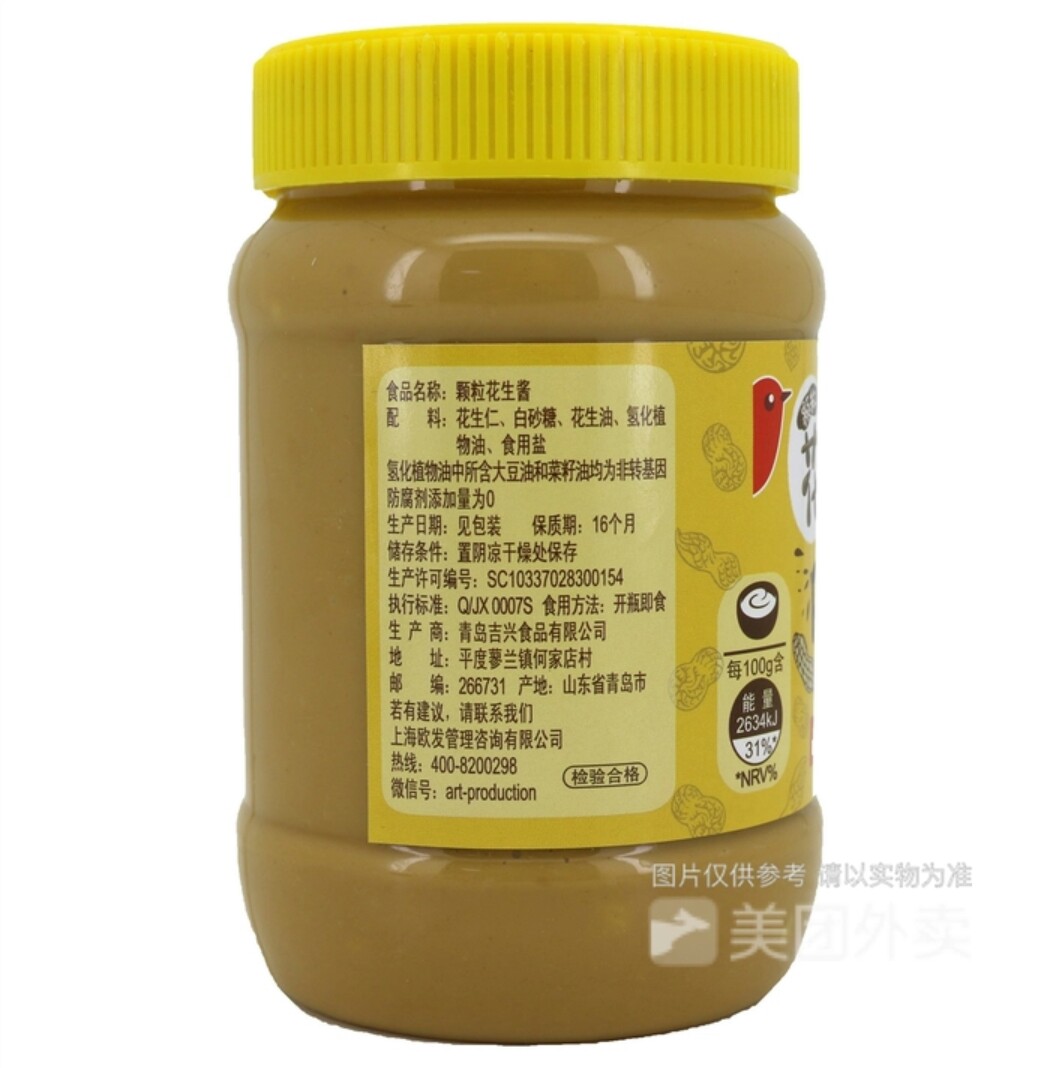 食品名称：颗粒花生酱
配 料：花生仁、白砂糖、花生油、氢化植
物油、食用盐
氢化植物油中所含大豆油和菜籽油均为非转基因
防腐剂添加量为0
生产日期：见包装 保质期：16个月
储存条件：置阴凉干燥处保存
生产许可编号：SC10337028300154
执行标准：Q/JX 0007S 食用方法：开瓶即食
生 产 商：青岛吉兴食品有限公司
地 址：平度蓼兰镇何家店村
邮 编：266731 产地：山东省青岛市
若有建议，请联系我们
上海欧发管理咨询有限公司
热线：400-8200298
微信号：art-production
检验合格
每100g含
能 量
2634kJ
31%*
*NRV%
图片仅供参考 请以实物为准
美团外卖